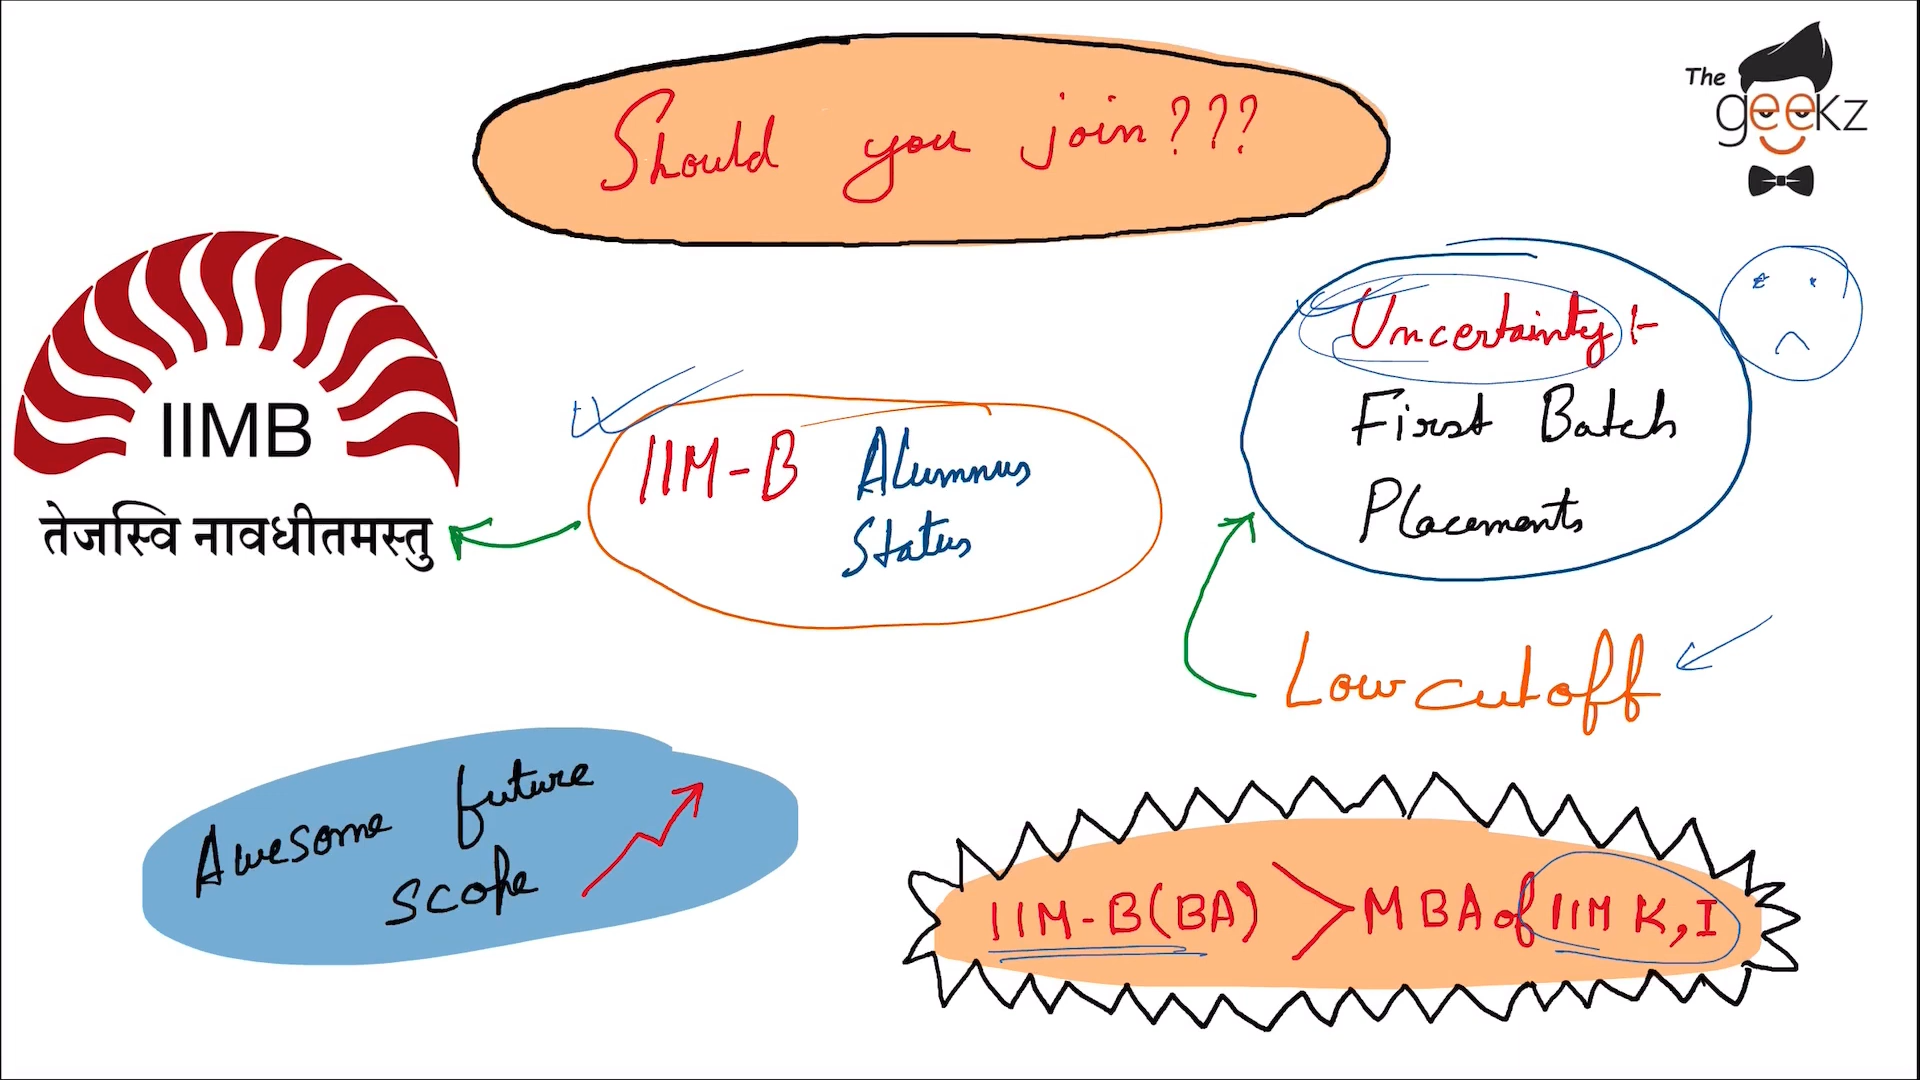 Should you join???
The
geekz
IIMB
तेजस्वि नावधीतमस्तु
IIM-B Alumnus
Status
Uncertainty :-
First Batch
Placements
Low cutoff
Awesome future
scope
IIM-B(BA) > MBA of IIM K, I